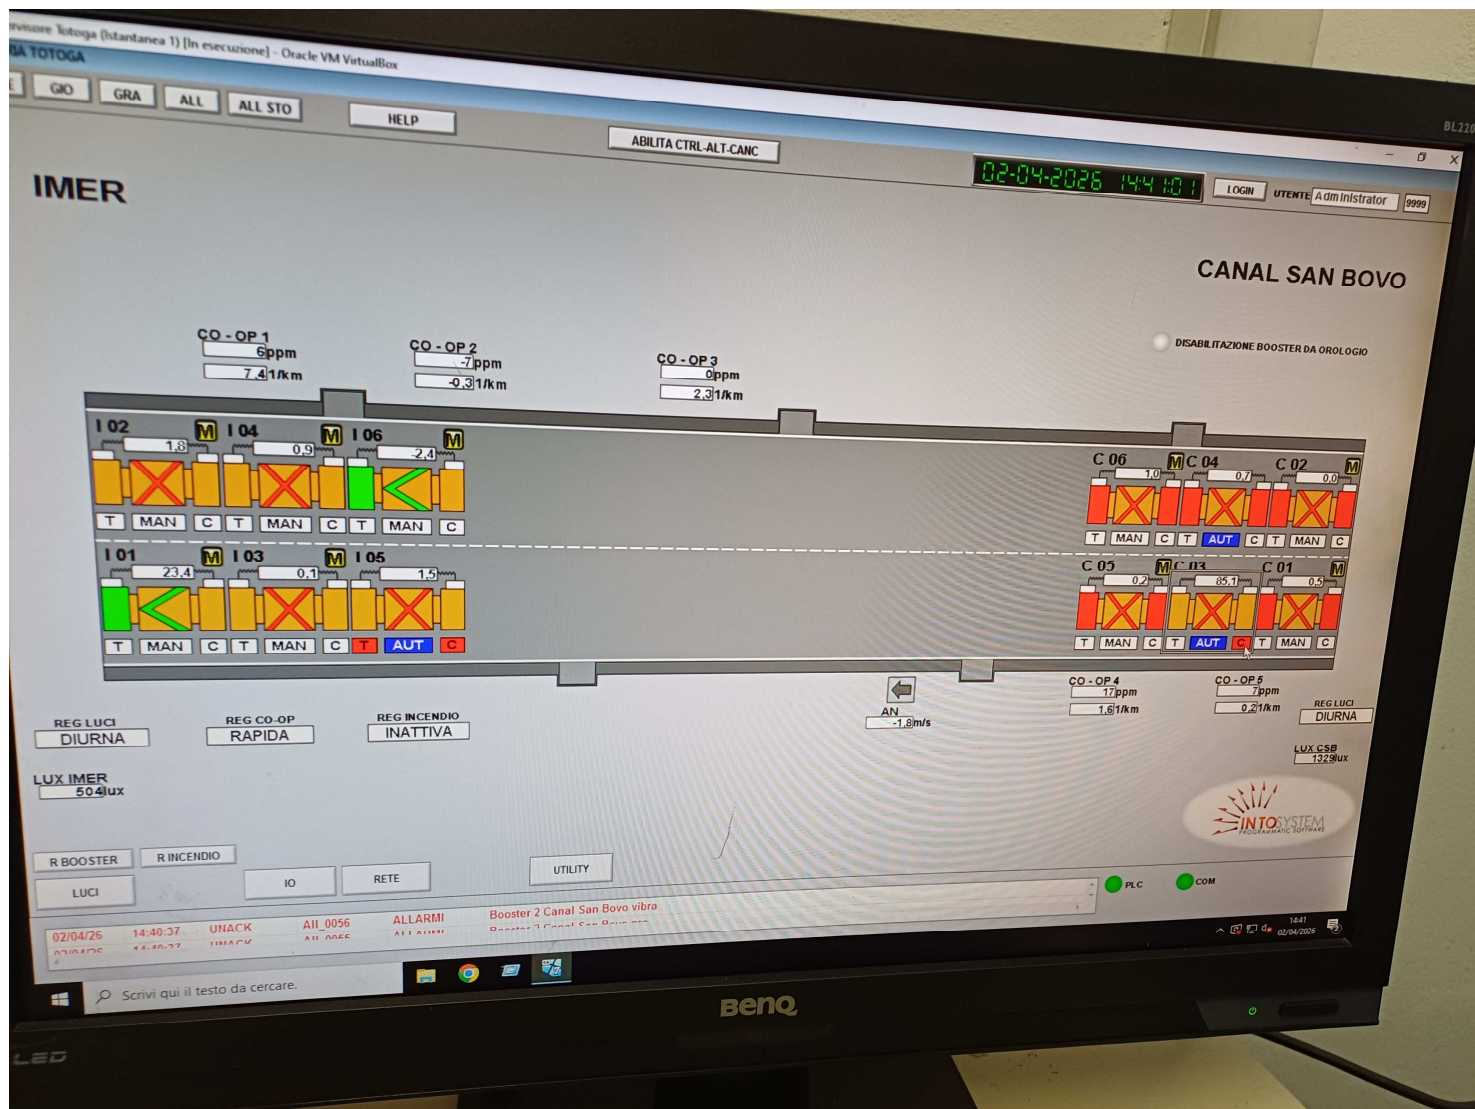 Totoga (Istantanea 1) [In esecuzione] - Oracle VM VirtualBox
TOTOGA
GIO GRA ALL ALL STO HELP ABILITA CTRL-ALT-CANC
02-04-2026 14:41:01 LOGIN UTENTE Administrator 9999
BL220
IMER
CANAL SAN BOVO
DISABILITAZIONE BOOSTER DA OROLOGIO
CO - OP 1
6 ppm
7,4 1/km
CO - OP 2
-7 ppm
-0,3 1/km
CO - OP 3
0 ppm
2,3 1/km
I 02 M I 04 M I 06 M
1,8 0,9 -2,4
T MAN C T MAN C T MAN C
C 06 M C 04 C 02 M
1,0 0,7 0,0
T MAN C T AUT C T MAN C
I 01 M I 03 M I 05
23,4 0,1 1,5
T MAN C T MAN C T AUT C
C 05 M C 03 C 01 M
0,2 85,1 0,5
T MAN C T AUT C T MAN C
AN
-1,8 m/s
CO - OP 4
17 ppm
1,6 1/km
CO - OP 5
7 ppm
0,2 1/km
REG LUCI
DIURNA
REG CO-OP
RAPIDA
REG INCENDIO
INATTIVA
REG LUCI
DIURNA
LUX IMER
504 lux
LUX CSB
1329 lux
INTOSYSTEM
PROGRAMMATIC SOFTWARE
R BOOSTER R INCENDIO
LUCI IO RETE UTILITY
PLC COM
02/04/26 14:40:37 UNACK All_0056 ALLARMI Booster 2 Canal San Bovo vibra
Scrivi qui il testo da cercare.
14:41
02/04/2026
BenQ
LED